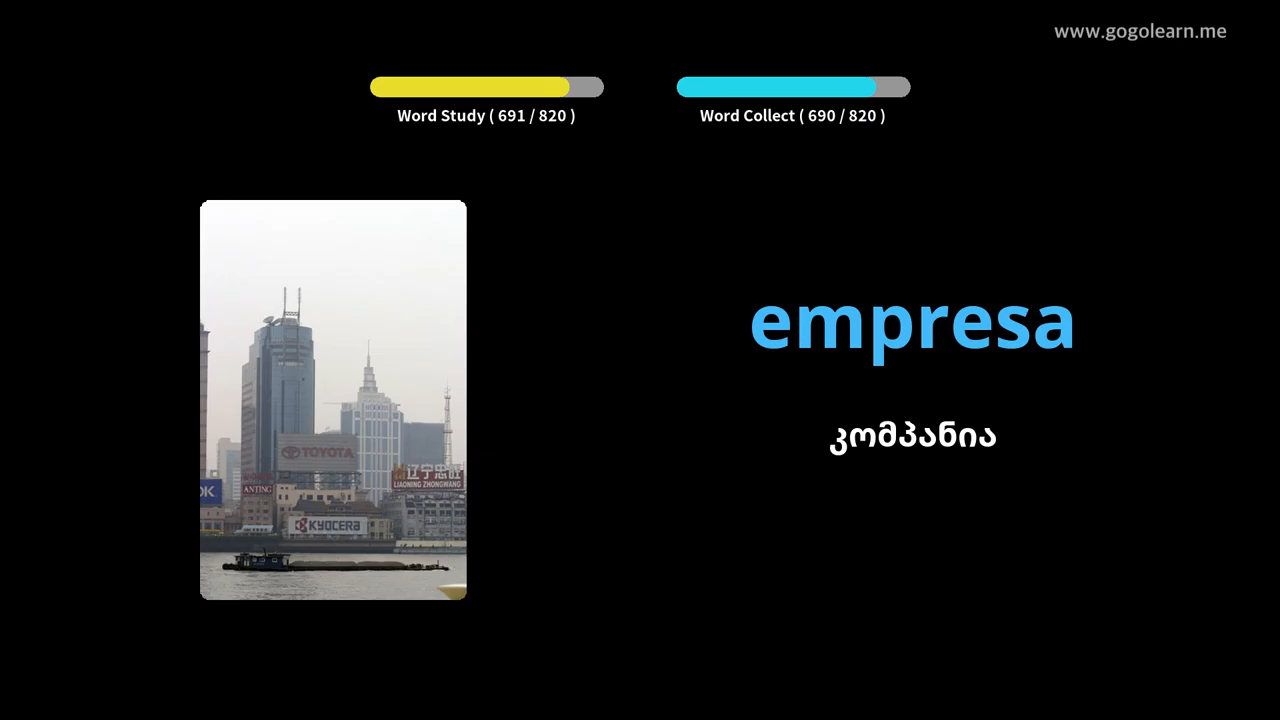 www.gogolearn.me
Word Study ( 691 / 820 )
Word Collect ( 690 / 820 )
empresa
კომპანია
TOYOTA
辽宁忠旺
LIAONING ZHONGWANG
OK
ANTING
KYOCERA